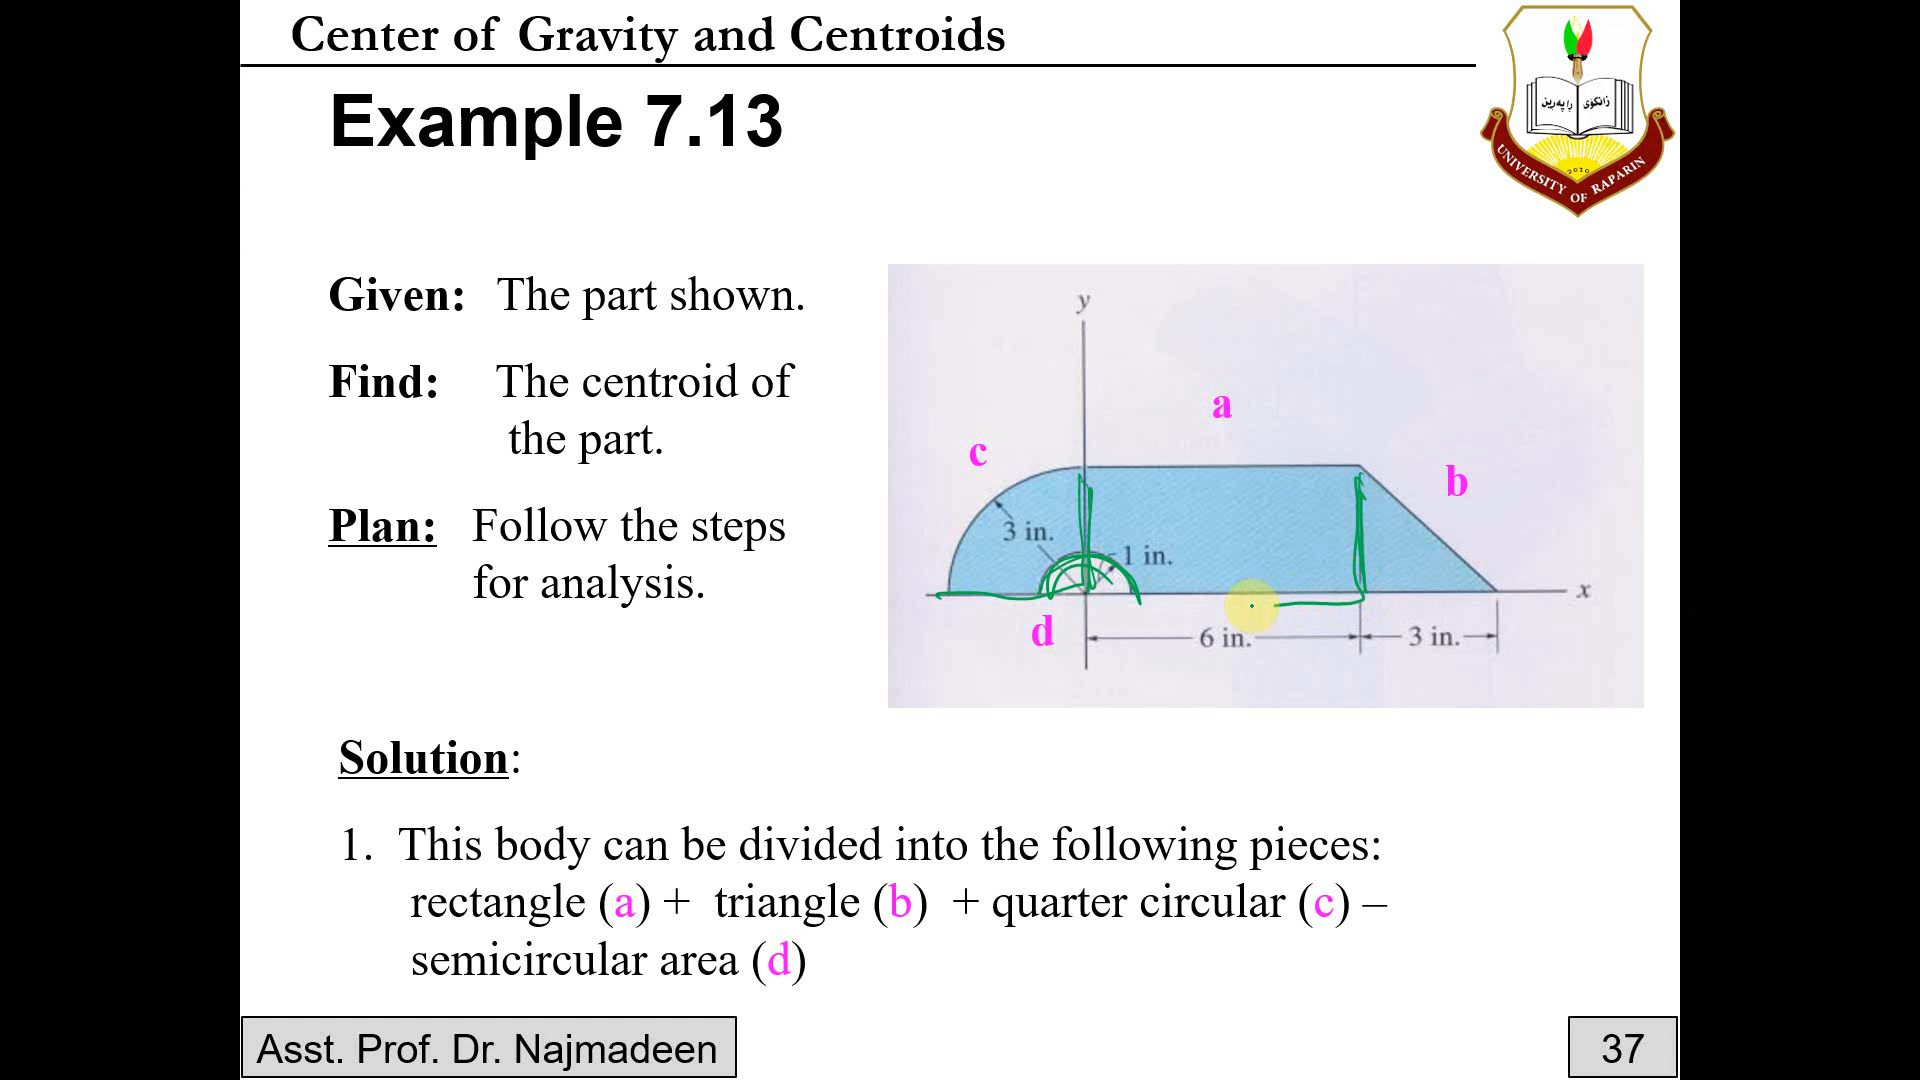 Center of Gravity and Centroids
Example 7.13
زانکۆی ڕاپەڕین
2010
UNIVERSITY OF RAPARIN
Given: The part shown.
Find: The centroid of
the part.
Plan: Follow the steps
for analysis.
y
a
c
b
3 in.
1 in.
x
d
6 in.
3 in.
Solution:
1. This body can be divided into the following pieces:
rectangle (a) + triangle (b) + quarter circular (c) –
semicircular area (d)
Asst. Prof. Dr. Najmadeen
37